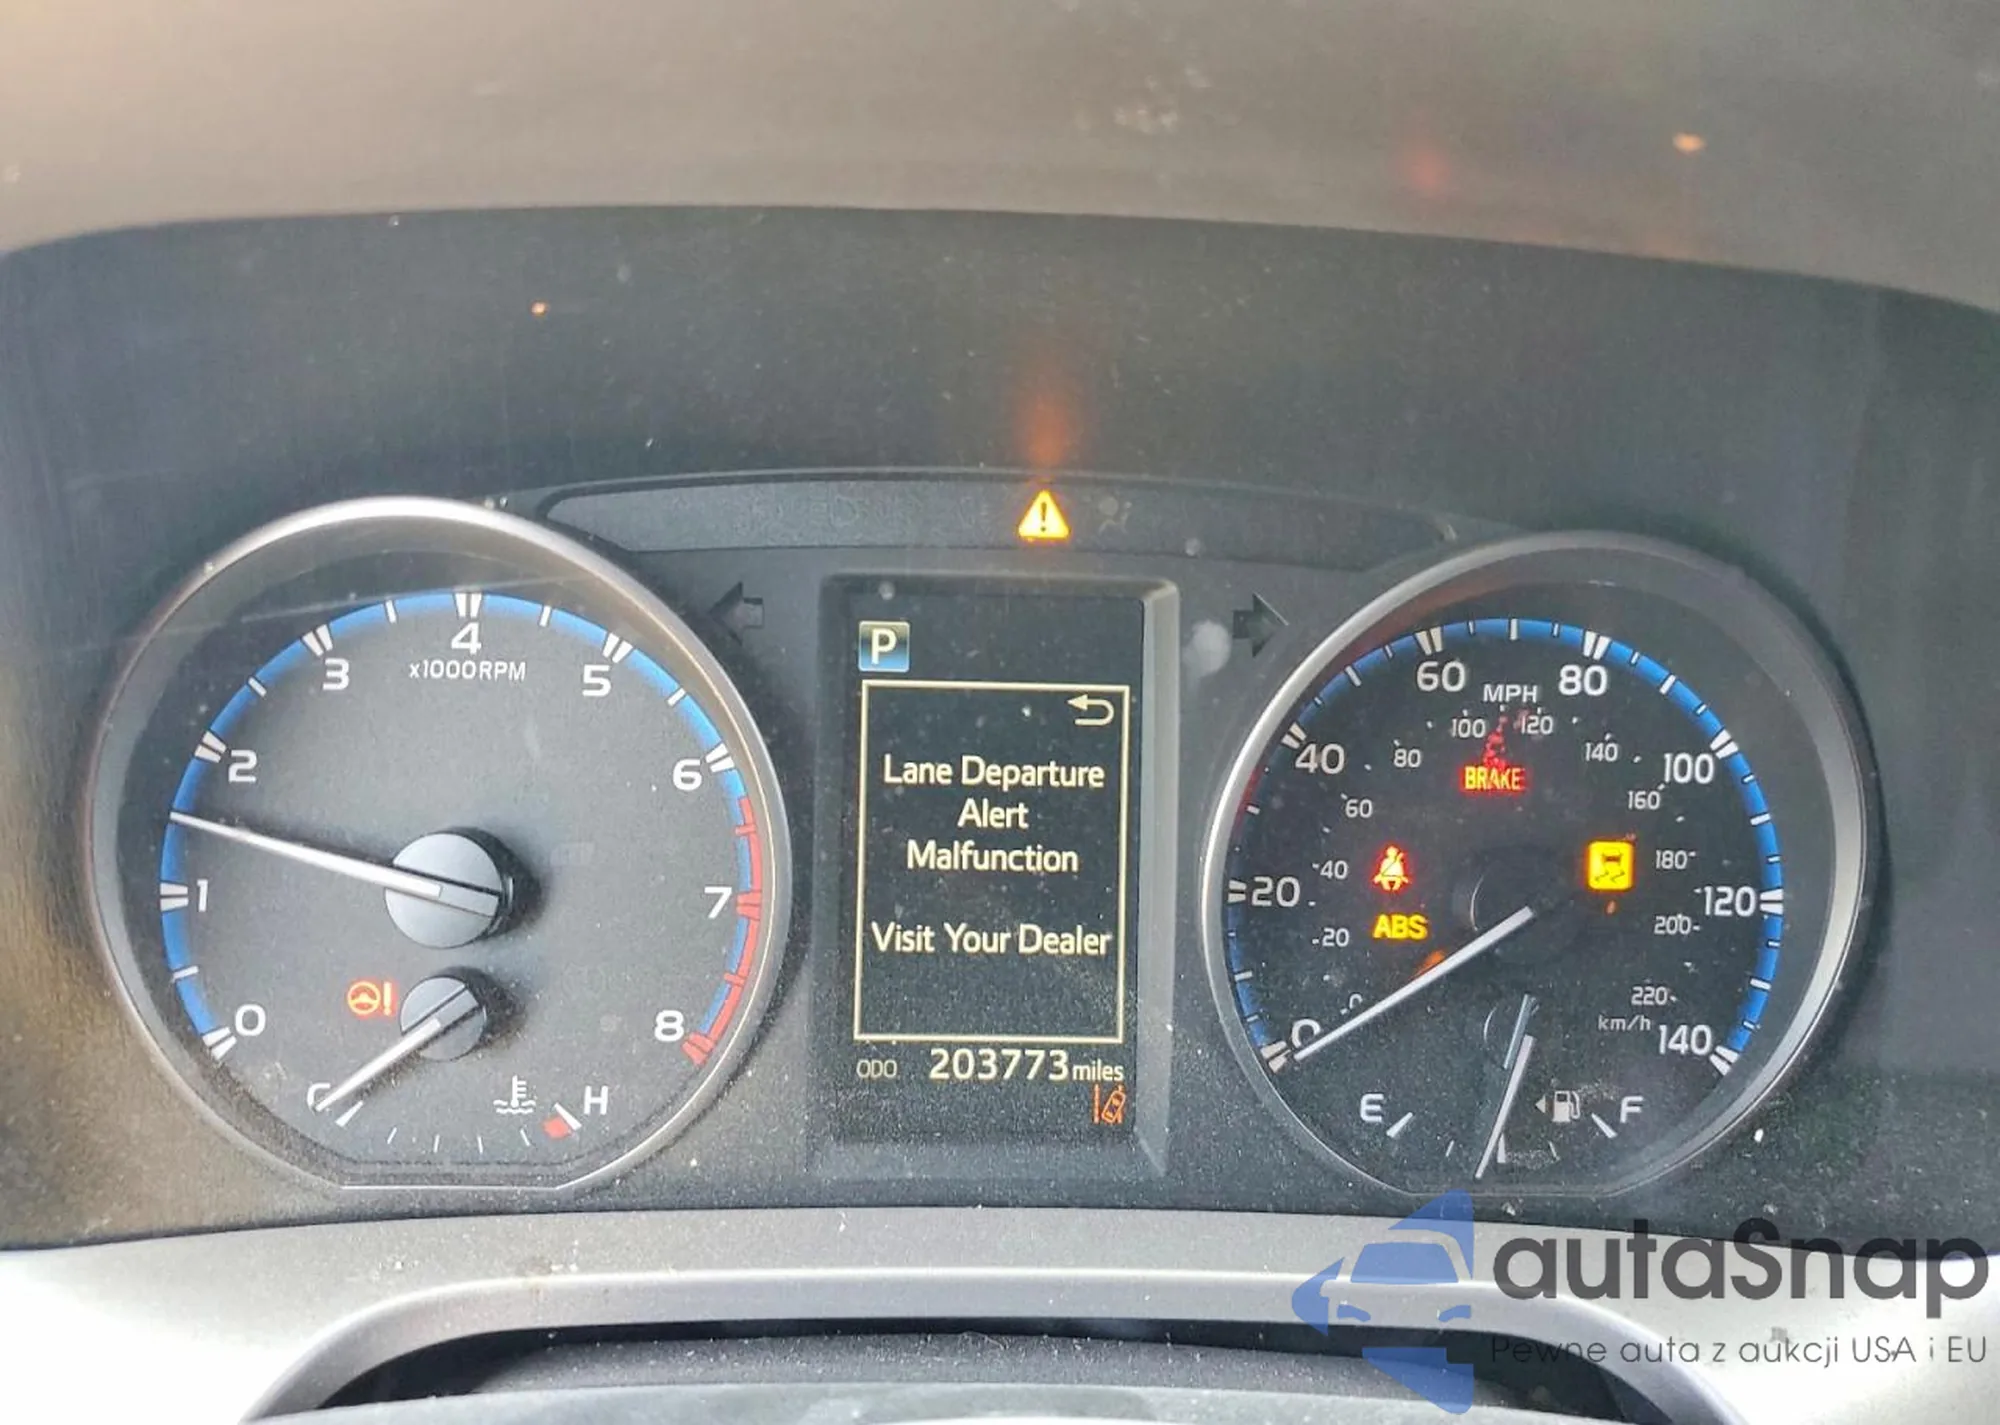 4
x1000RPM
3
5
2
6
1
7
0
8
C
H
P
Lane Departure
Alert
Malfunction
Visit Your Dealer
ODO 203773 miles
60
MPH
80
100
120
40
80
140
100
BRAKE
60
160
20
40
180
120
ABS
20
200
0
0
220
km/h
140
E
F
autaSnap
Pewne auta z aukcji USA i EU